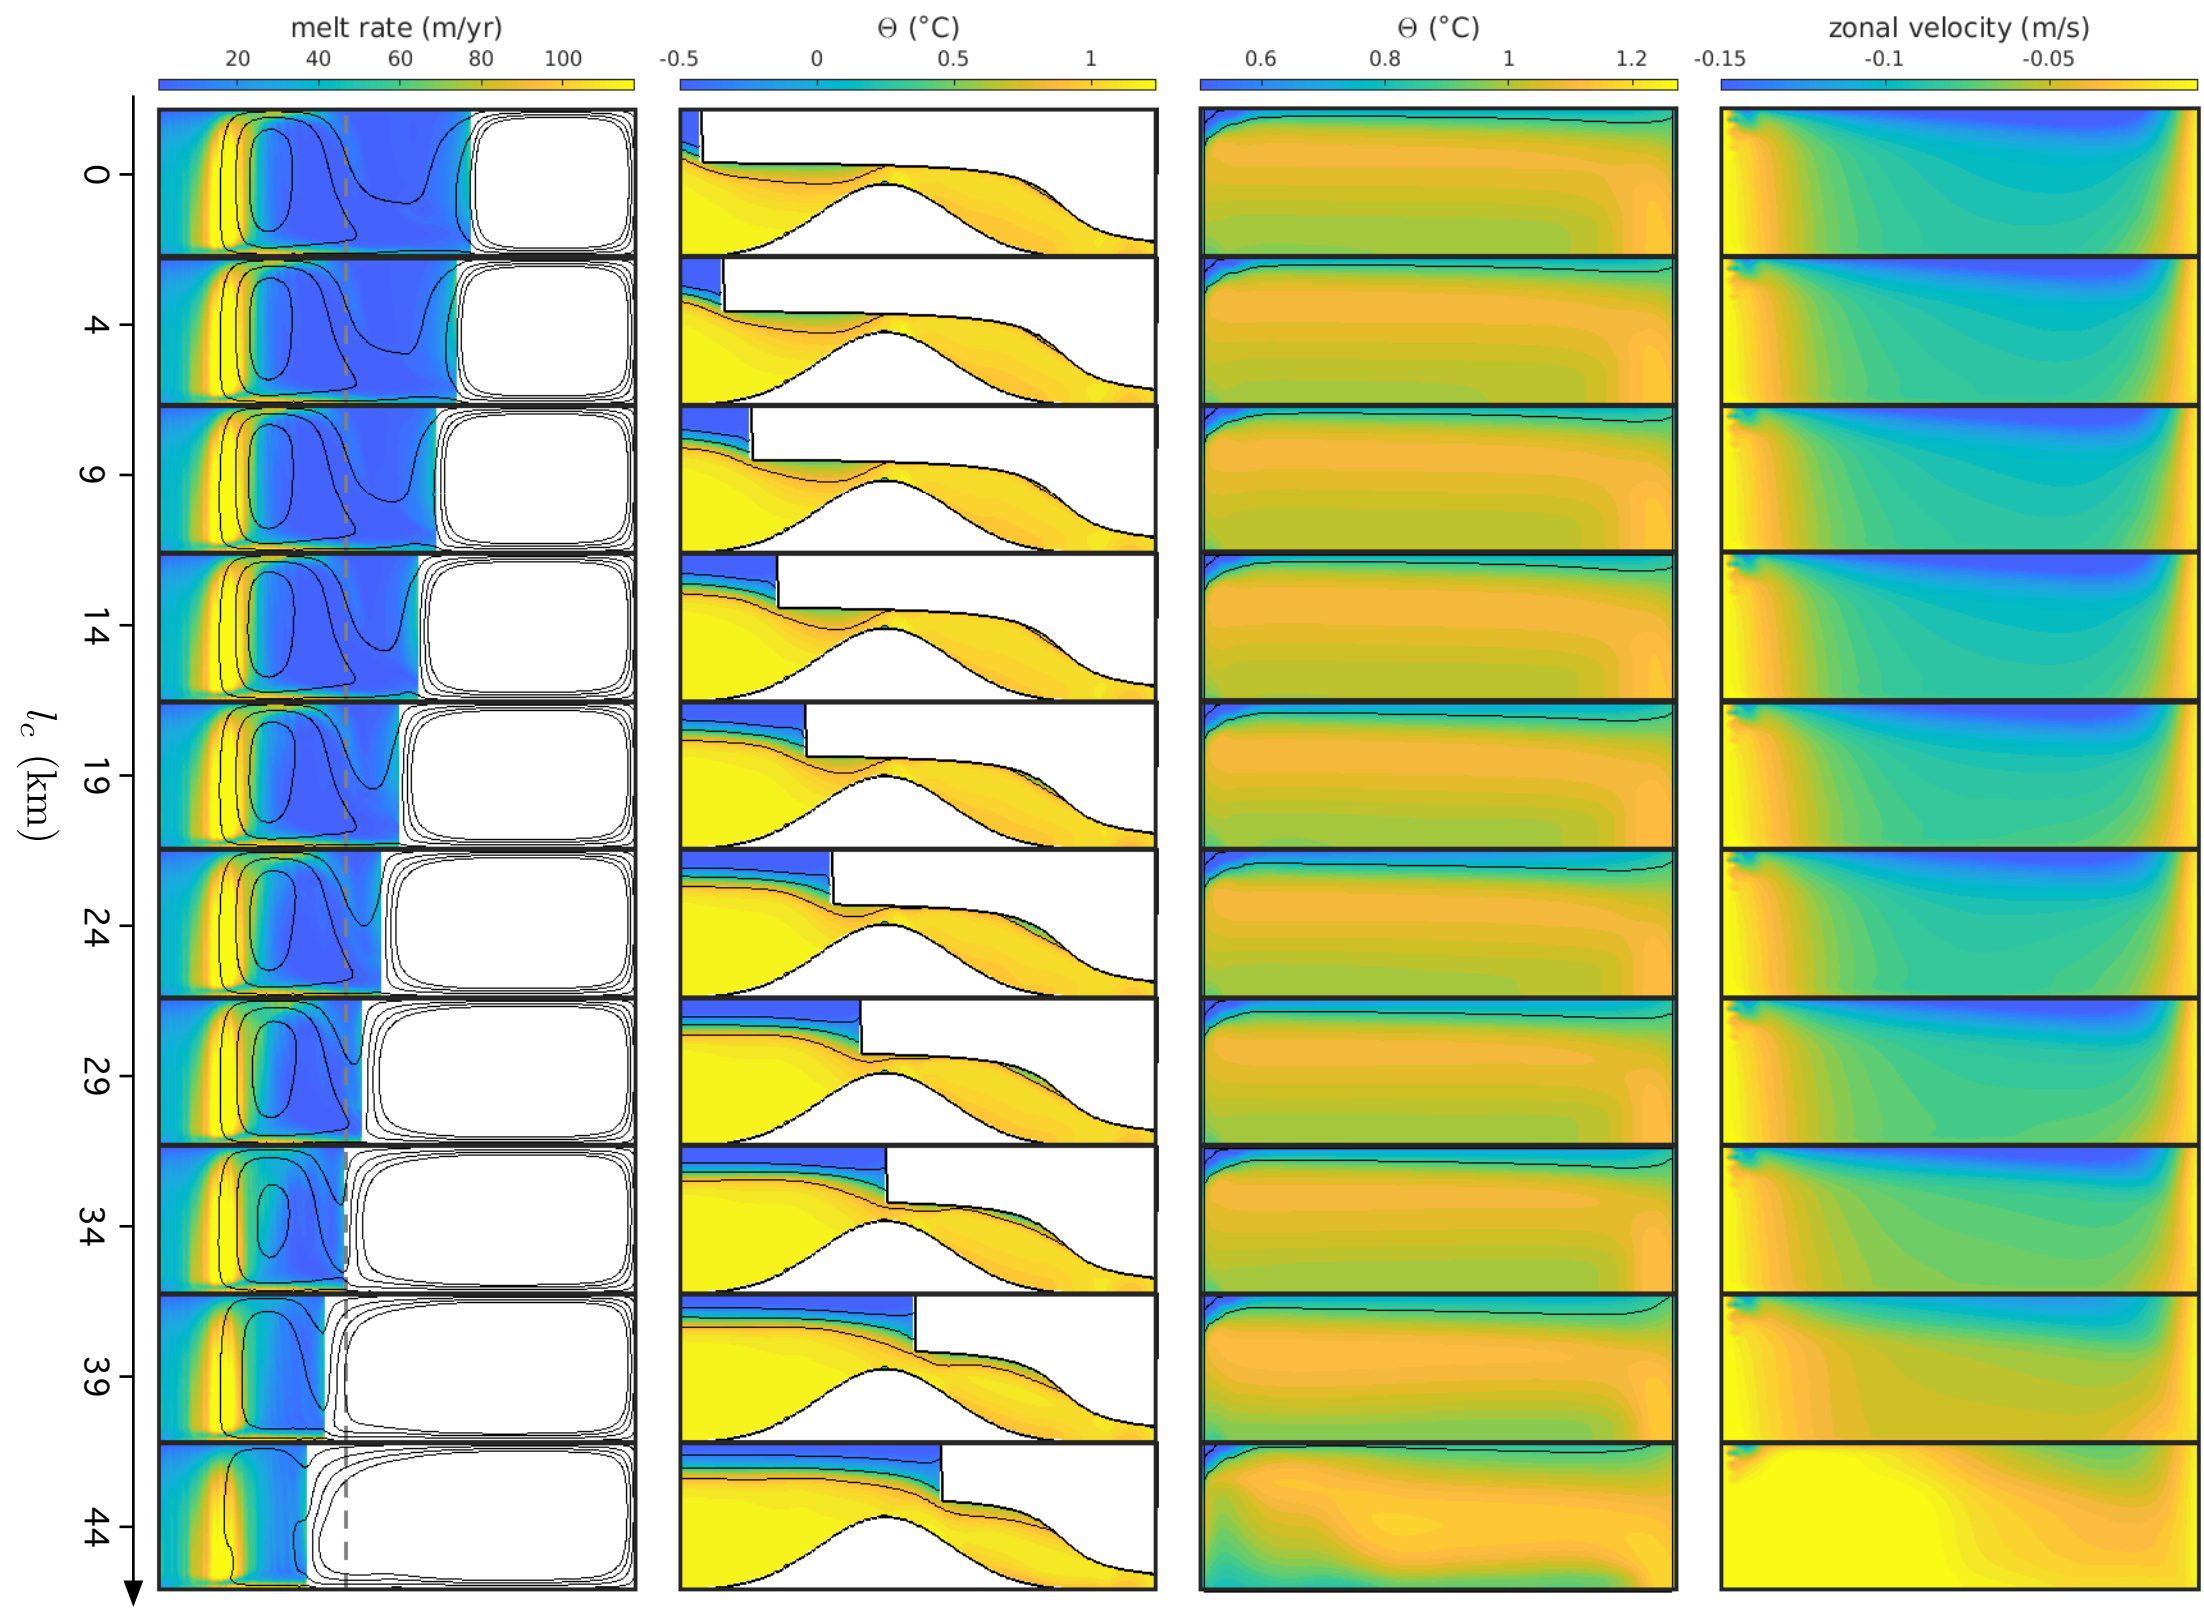 melt rate (m/yr)
20 40 60 80 100
Θ (°C)
-0.5 0 0.5 1
Θ (°C)
0.6 0.8 1 1.2
zonal velocity (m/s)
-0.15 -0.1 -0.05
0
4
9
14
19
24
29
34
39
44
l_c (km)